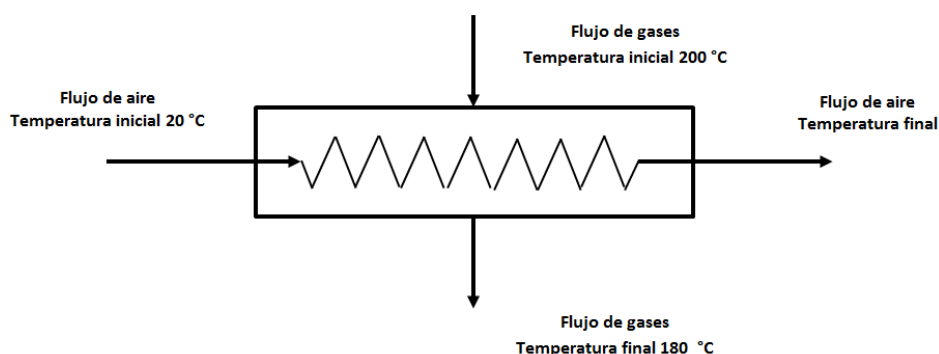 Flujo de gases
Temperatura inicial 200 °C
Flujo de aire
Temperatura inicial 20 °C
Flujo de aire
Temperatura final
Flujo de gases
Temperatura final 180 °C